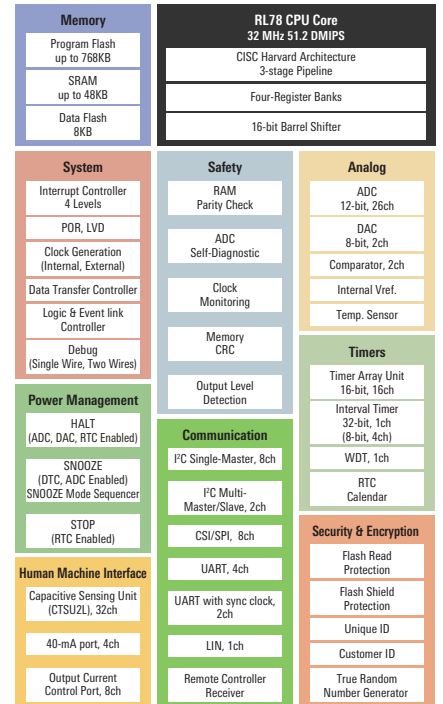 Memory
Program Flash
up to 768KB
SRAM
up to 48KB
Data Flash
8KB
RL78 CPU Core
32 MHz 51.2 DMIPS
CISC Harvard Architecture
3-stage Pipeline
Four-Register Banks
16-bit Barrel Shifter
System
Interrupt Controller
4 Levels
POR, LVD
Clock Generation
(Internal, External)
Data Transfer Controller
Logic & Event link
Controller
Debug
(Single Wire, Two Wires)
Safety
RAM
Parity Check
ADC
Self-Diagnostic
Clock
Monitoring
Memory
CRC
Output Level
Detection
Analog
ADC
12-bit, 26ch
DAC
8-bit, 2ch
Comparator, 2ch
Internal Vref.
Temp. Sensor
Power Management
HALT
(ADC, DAC, RTC Enabled)
SNOOZE
(DTC, ADC Enabled)
SNOOZE Mode Sequencer
STOP
(RTC Enabled)
Communication
I²C Single-Master, 8ch
I²C Multi-
Master/Slave, 2ch
CSI/SPI, 8ch
UART, 4ch
UART with sync clock,
2ch
LIN, 1ch
Remote Controller
Receiver
Timers
Timer Array Unit
16-bit, 16ch
Interval Timer
32-bit, 1ch
(8-bit, 4ch)
WDT, 1ch
RTC
Calendar
Human Machine Interface
Capacitive Sensing Unit
(CTSU2L), 32ch
40-mA port, 4ch
Output Current
Control Port, 8ch
Security & Encryption
Flash Read
Protection
Flash Shield
Protection
Unique ID
Customer ID
True Random
Number Generator